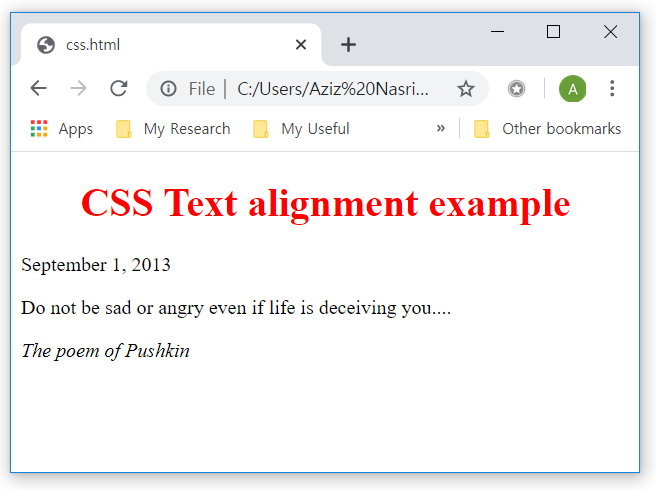 css.html
File | C:/Users/Aziz%20Nasri...
A
Apps My Research My Useful » Other bookmarks
CSS Text alignment example
September 1, 2013
Do not be sad or angry even if life is deceiving you....
The poem of Pushkin